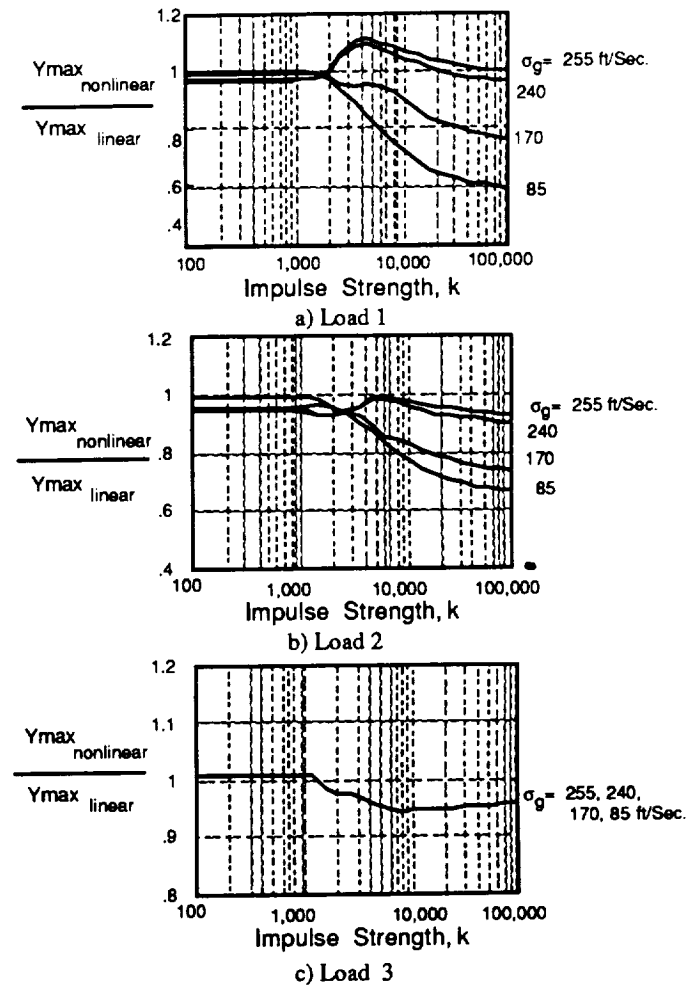 1.2
1
.8
.6
.4
Ymax nonlinear
Ymax linear
σg= 255 ft/Sec.
240
170
85
100 1,000 10,000 100,000
Impulse Strength, k
a) Load 1
1.2
1
.8
.6
.4
Ymax nonlinear
Ymax linear
σg= 255 ft/Sec.
240
170
85
100 1,000 10,000 100,000
Impulse Strength, k
b) Load 2
1.2
1.1
1
.9
.8
Ymax nonlinear
Ymax linear
σg= 255, 240,
170, 85 ft/Sec.
100 1,000 10,000 100,000
Impulse Strength, k
c) Load 3